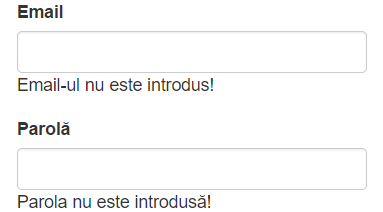 Email
Email-ul nu este introdus!
Parolă
Parola nu este introdusă!